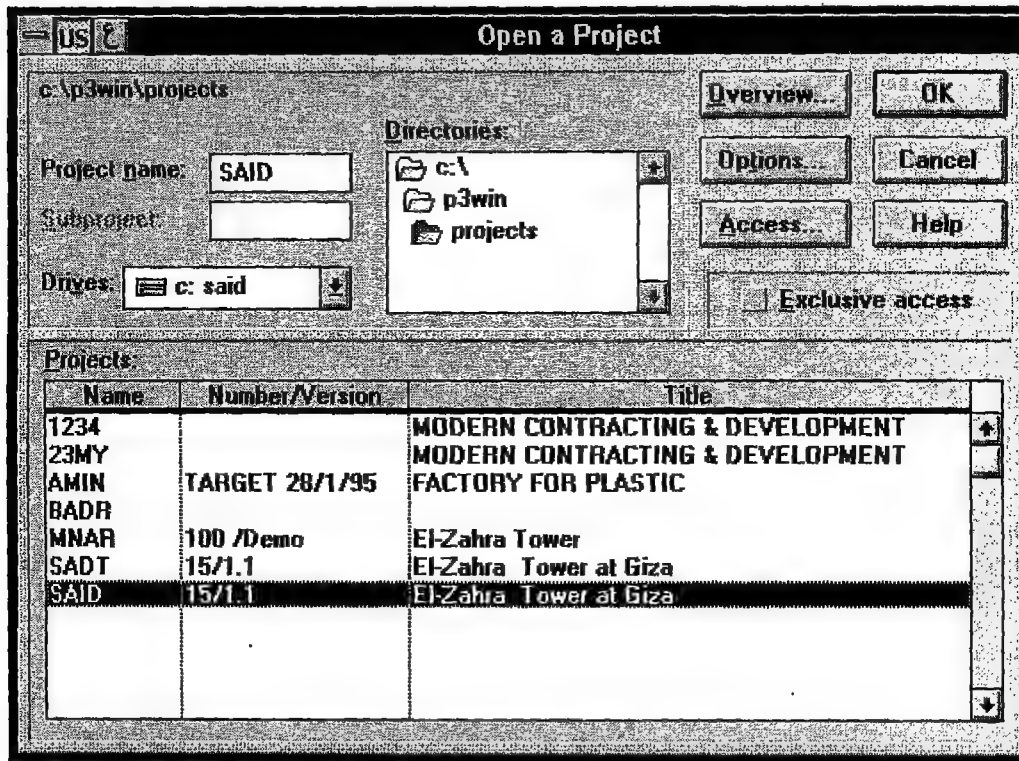 US ع Open a Project
c:\p3win\projects
Project name: SAID
Subproject:
Drives: c: said
Directories:
c:\
p3win
projects
Overview... OK
Options... Cancel
Access... Help
Exclusive access
Projects:
Name Number/Version Title
1234 MODERN CONTRACTING & DEVELOPMENT
23MY MODERN CONTRACTING & DEVELOPMENT
AMIN TARGET 28/1/95 FACTORY FOR PLASTIC
BADR
MNAR 100 /Demo El-Zahra Tower
SADT 15/1.1 El-Zahra Tower at Giza
SAID 15/1.1 El-Zahra Tower at Giza